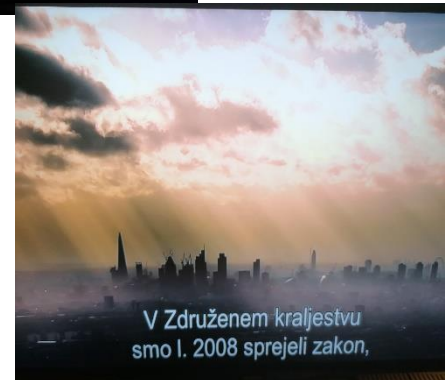 V Združenem kraljestvu
smo l. 2008 sprejeli zakon,